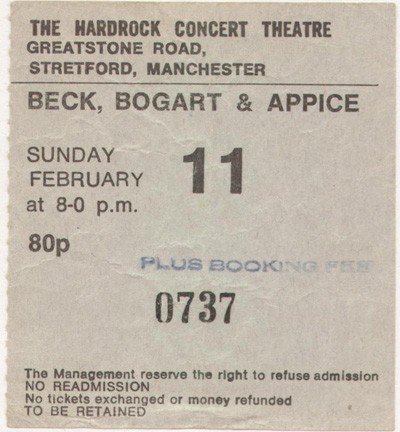 THE HARDROCK CONCERT THEATRE
GREATSTONE ROAD,
STRETFORD, MANCHESTER
BECK, BOGART & APPICE
SUNDAY 11
FEBRUARY
at 8-0 p.m.
80p
PLUS BOOKING FEE
0737
The Management reserve the right to refuse admission
NO READMISSION
No tickets exchanged or money refunded
TO BE RETAINED